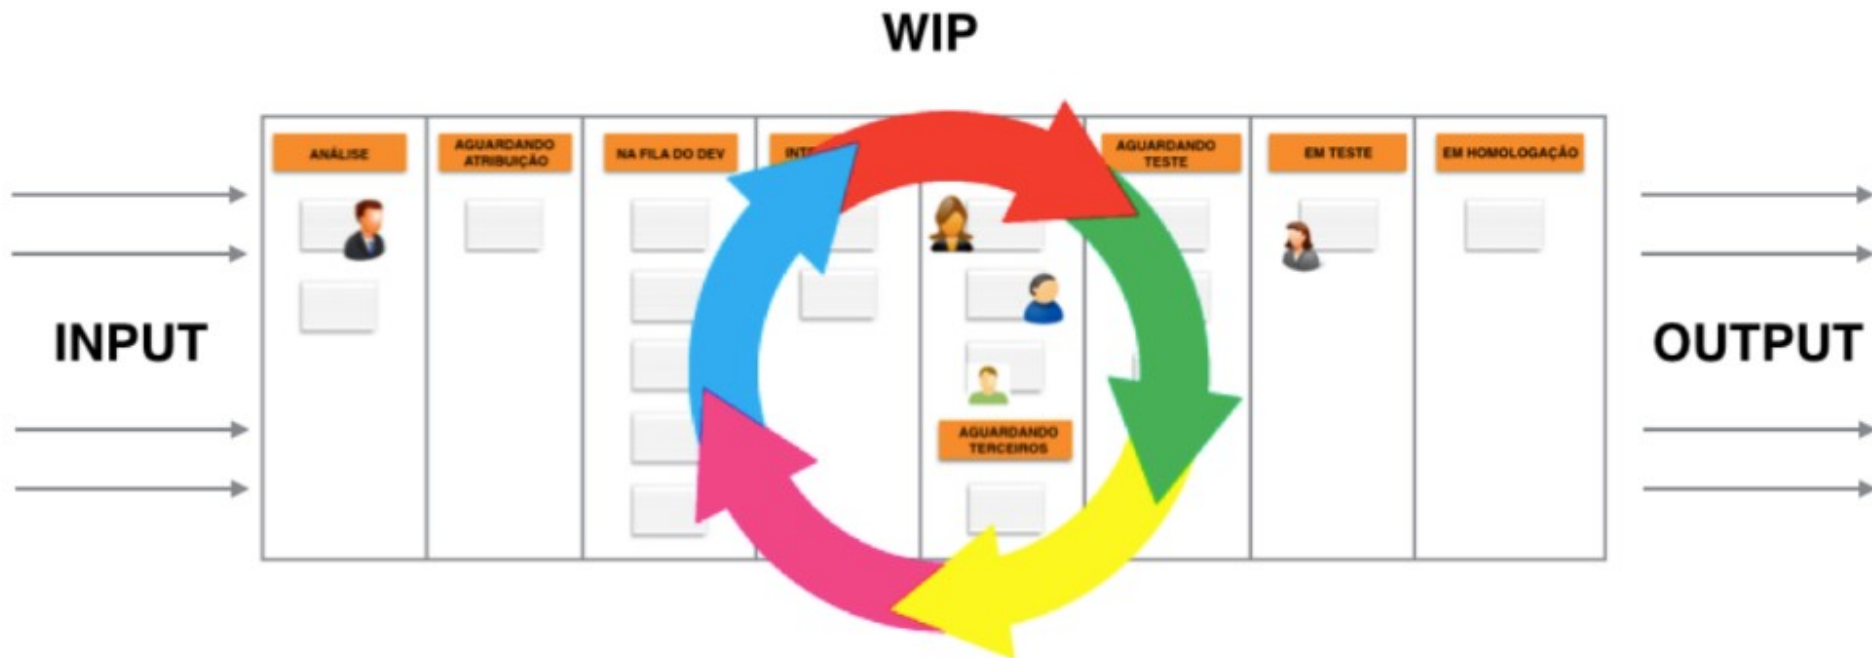 WIP
ANÁLISE
AGUARDANDO
ATRIBUIÇÃO
NA FILA DO DEV
AGUARDANDO
TESTE
EM TESTE
EM HOMOLOGAÇÃO
INPUT
OUTPUT
AGUARDANDO
TERCEIROS